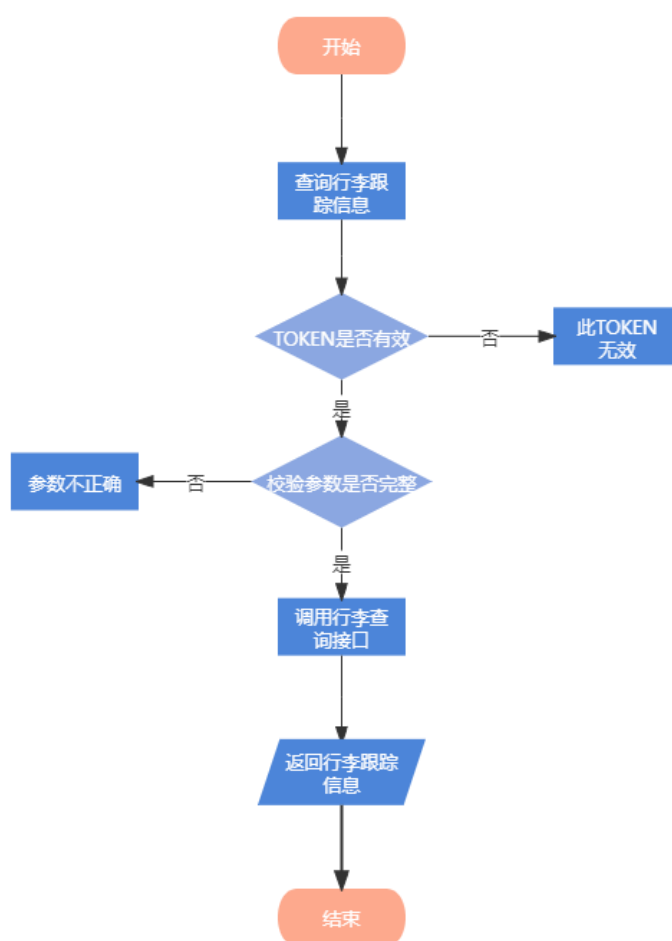 开始
查询行李跟
踪信息
TOKEN是否有效
否
此TOKEN
无效
是
参数不正确
否
校验参数是否完整
是
调用行李查
询接口
返回行李跟踪
信息
结束